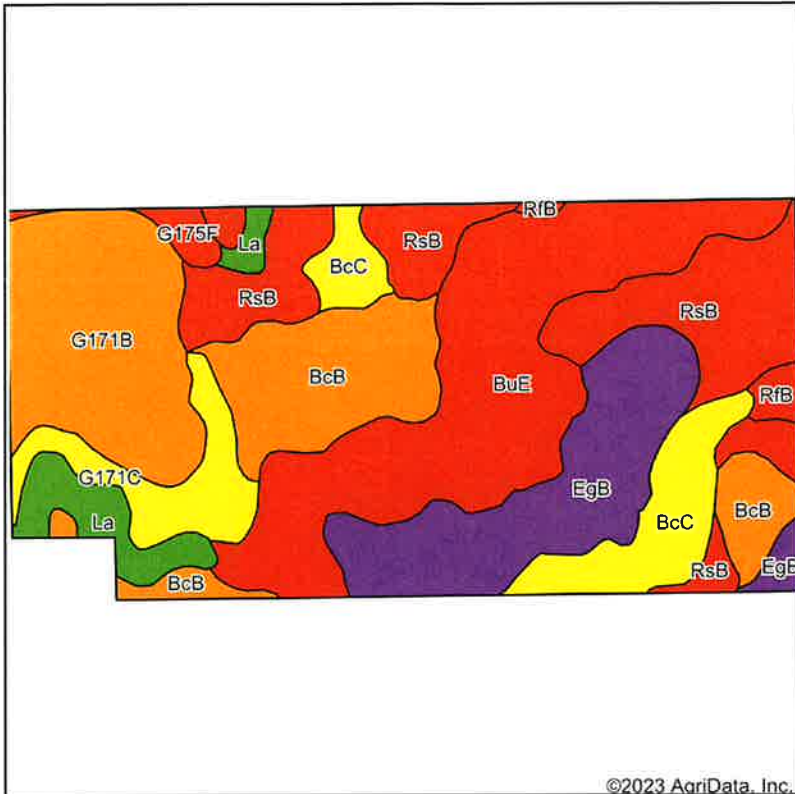 RfB
G175F
La
RsB
BcC
RsB
RsB
G171B
BcB
BuE
RfB
G171C
EgB
BcB
La
BcC
RsB
EgB
BcB
©2023 AgriData, Inc.